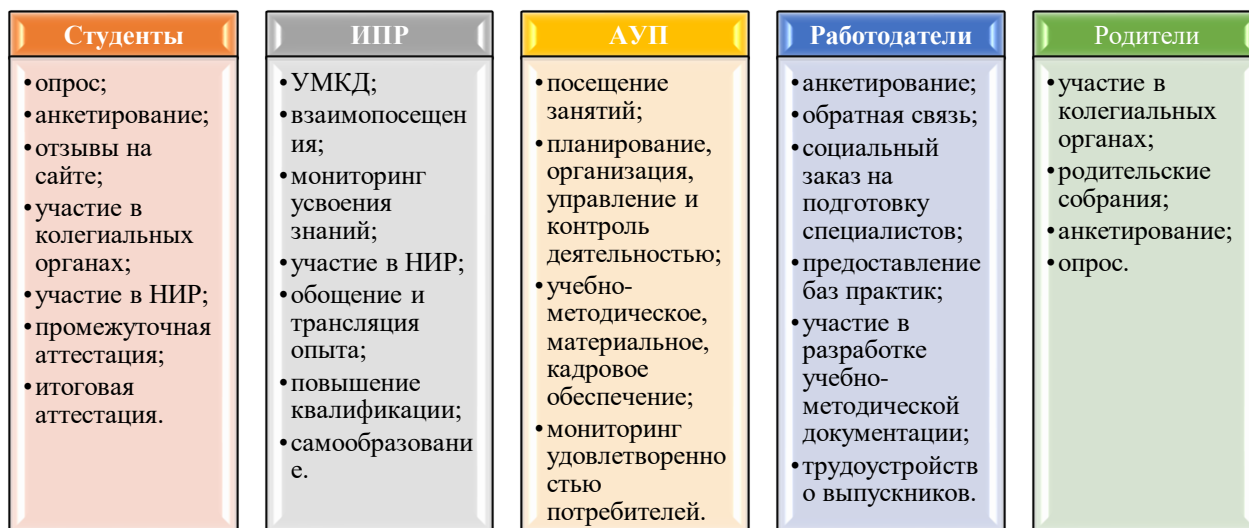 Студенты
•опрос;
•анкетирование;
•отзывы на
сайте;
•участие в
колегиальных
органах;
•участие в НИР;
•промежуточная
аттестация;
•итоговая
аттестация.
ИПР
•УМКД;
•взаимопосещен
ия;
•мониторинг
усвоения
знаний;
•участие в НИР;
•обощение и
трансляция
опыта;
•повышение
квалификации;
•самообразовани
е.
АУП
•посещение
занятий;
•планирование,
организация,
управление и
контроль
деятельностью;
•учебно-
методическое,
материальное,
кадровое
обеспечение;
•мониторинг
удовлетворенно
стью
потребителей.
Работодатели
•анкетирование;
•обратная связь;
•социальный
заказ на
подготовку
специалистов;
•предоставление
баз практик;
•участие в
разработке
учебно-
методической
документации;
•трудоустройств
о выпускников.
Родители
•участие в
колегиальных
органах;
•родительские
собрания;
•анкетирование;
•опрос.